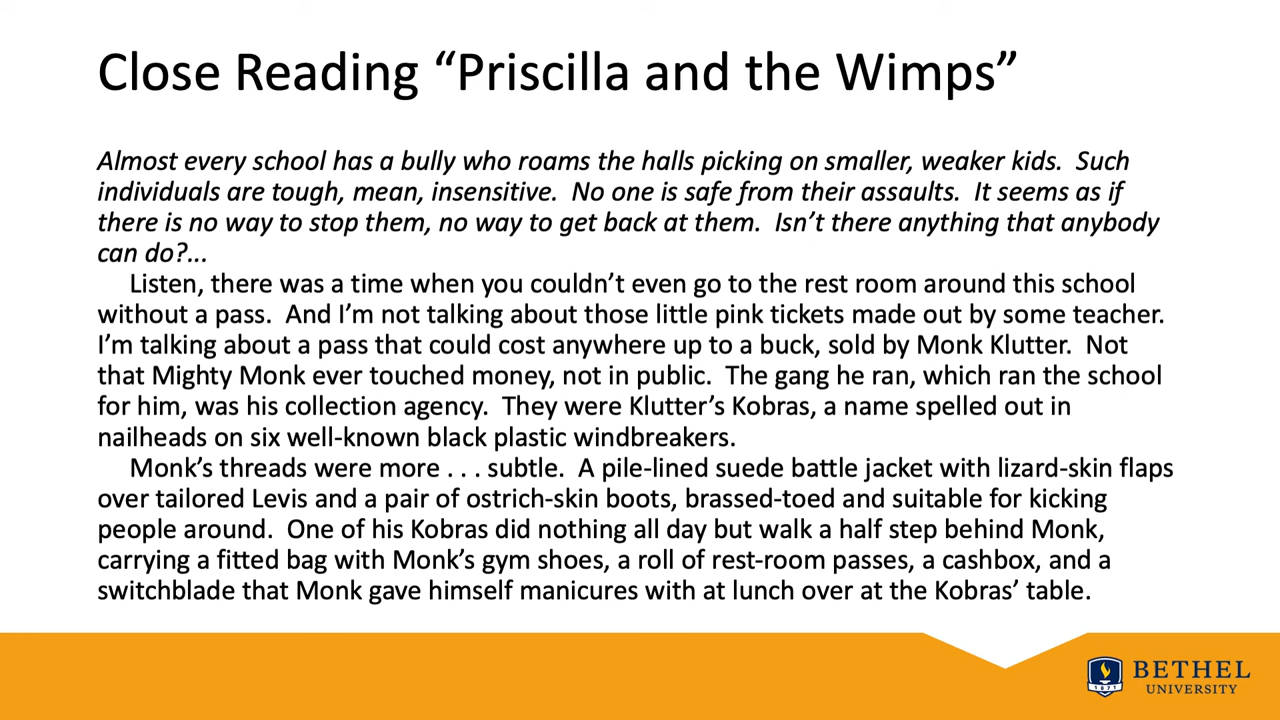 Close Reading “Priscilla and the Wimps”
Almost every school has a bully who roams the halls picking on smaller, weaker kids.  Such
individuals are tough, mean, insensitive.  No one is safe from their assaults.  It seems as if
there is no way to stop them, no way to get back at them.  Isn’t there anything that anybody
can do?...
Listen, there was a time when you couldn’t even go to the rest room around this school
without a pass.  And I’m not talking about those little pink tickets made out by some teacher.
I’m talking about a pass that could cost anywhere up to a buck, sold by Monk Klutter.  Not
that Mighty Monk ever touched money, not in public.  The gang he ran, which ran the school
for him, was his collection agency.  They were Klutter’s Kobras, a name spelled out in
nailheads on six well-known black plastic windbreakers.
Monk’s threads were more . . . subtle.  A pile-lined suede battle jacket with lizard-skin flaps
over tailored Levis and a pair of ostrich-skin boots, brassed-toed and suitable for kicking
people around.  One of his Kobras did nothing all day but walk a half step behind Monk,
carrying a fitted bag with Monk’s gym shoes, a roll of rest-room passes, a cashbox, and a
switchblade that Monk gave himself manicures with at lunch over at the Kobras’ table.
BETHEL
UNIVERSITY
1871